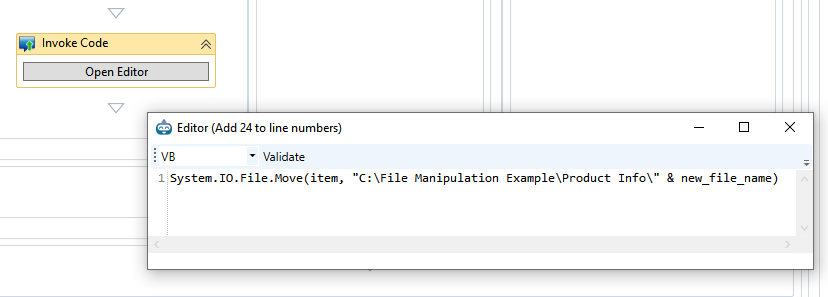 Invoke Code
Open Editor
Editor (Add 24 to line numbers)
VB
Validate
1 System.IO.File.Move(item, "C:\File Manipulation Example\Product Info\" & new_file_name)